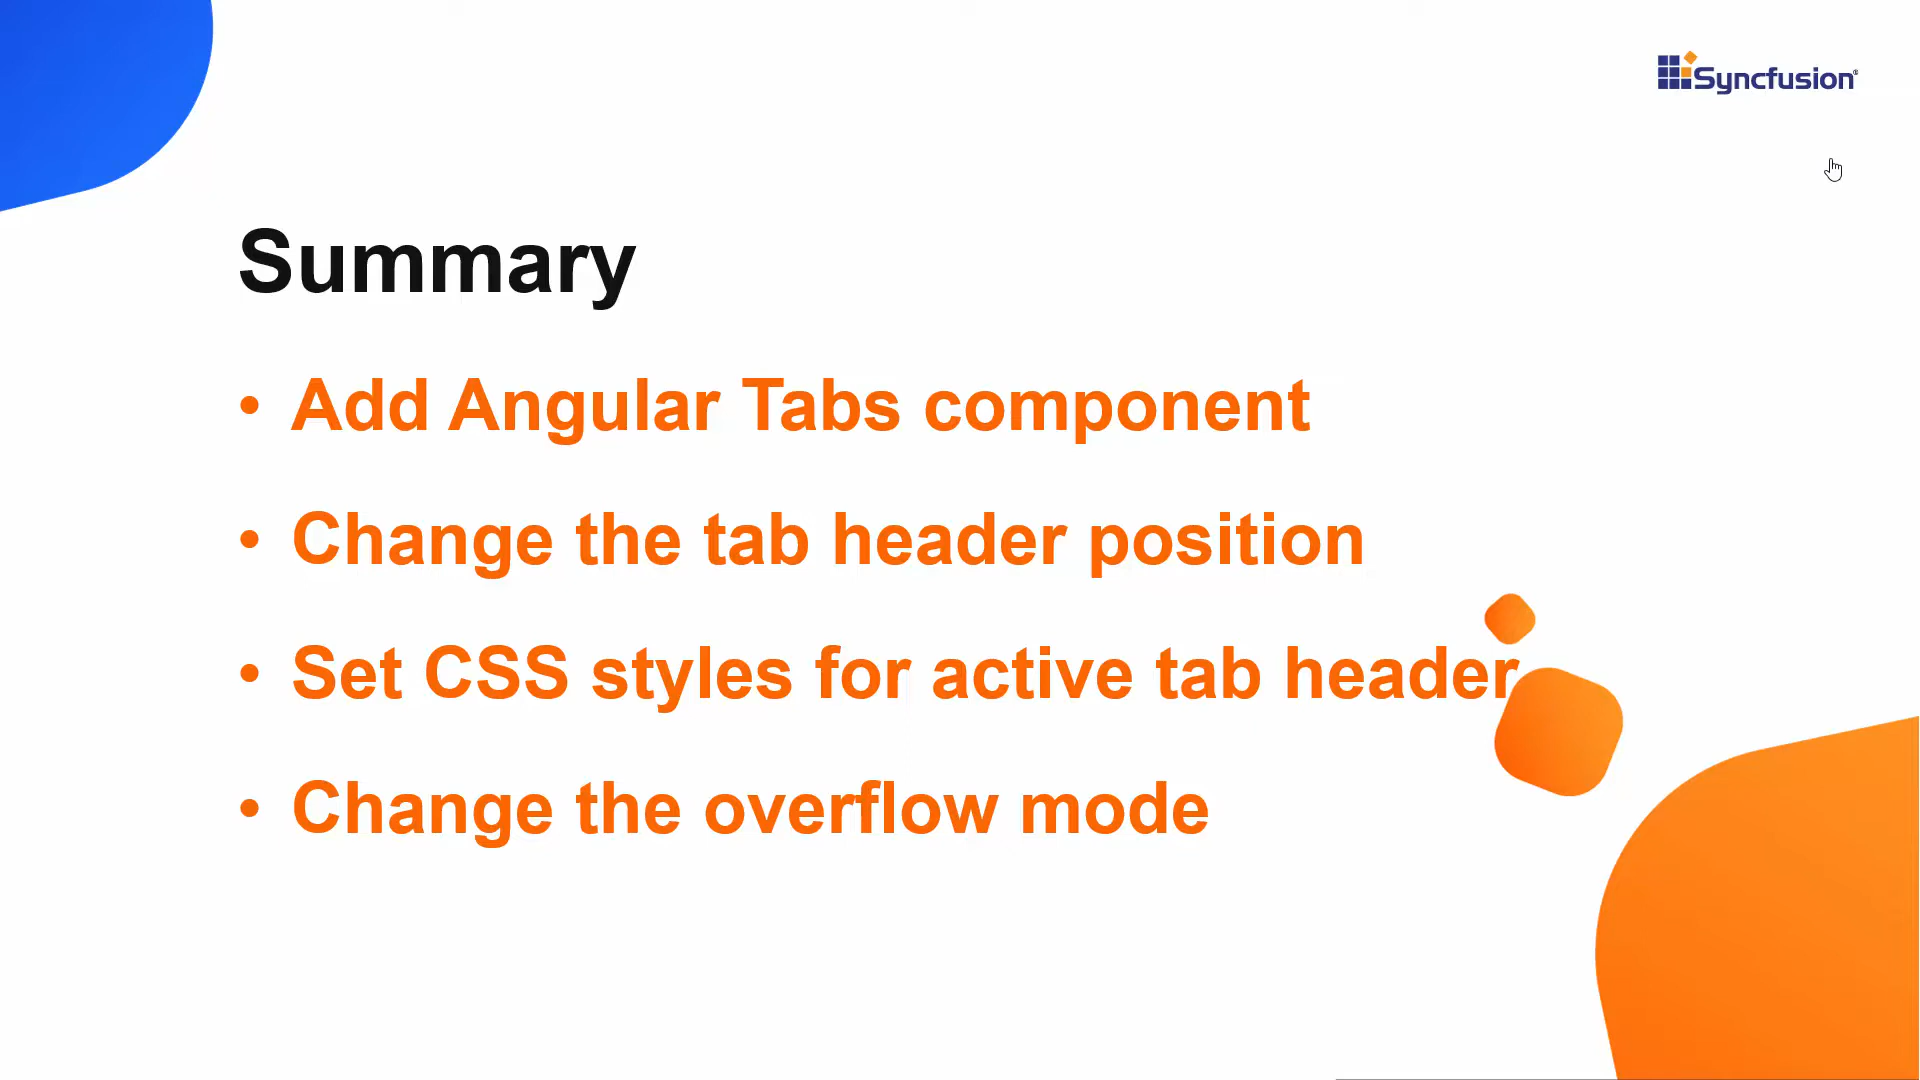 Syncfusion®
Summary
• Add Angular Tabs component
• Change the tab header position
• Set CSS styles for active tab header
• Change the overflow mode